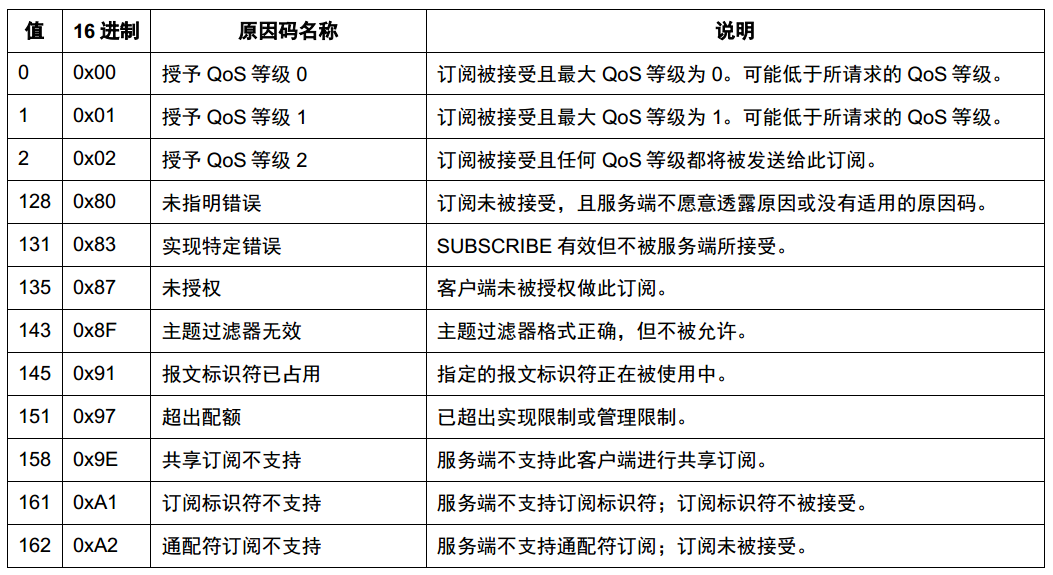 值 16 进制 原因码名称 说明
0 0x00 授予 QoS 等级 0 订阅被接受且最大 QoS 等级为 0。可能低于所请求的 QoS 等级。
1 0x01 授予 QoS 等级 1 订阅被接受且最大 QoS 等级为 1。可能低于所请求的 QoS 等级。
2 0x02 授予 QoS 等级 2 订阅被接受且任何 QoS 等级都将被发送给此订阅。
128 0x80 未指明错误 订阅未被接受，且服务端不愿意透露原因或没有适用的原因码。
131 0x83 实现特定错误 SUBSCRIBE 有效但不被服务端所接受。
135 0x87 未授权 客户端未被授权做此订阅。
143 0x8F 主题过滤器无效 主题过滤器格式正确，但不被允许。
145 0x91 报文标识符已占用 指定的报文标识符正在被使用中。
151 0x97 超出配额 已超出实现限制或管理限制。
158 0x9E 共享订阅不支持 服务端不支持此客户端进行共享订阅。
161 0xA1 订阅标识符不支持 服务端不支持订阅标识符；订阅标识符不被接受。
162 0xA2 通配符订阅不支持 服务端不支持通配符订阅；订阅未被接受。